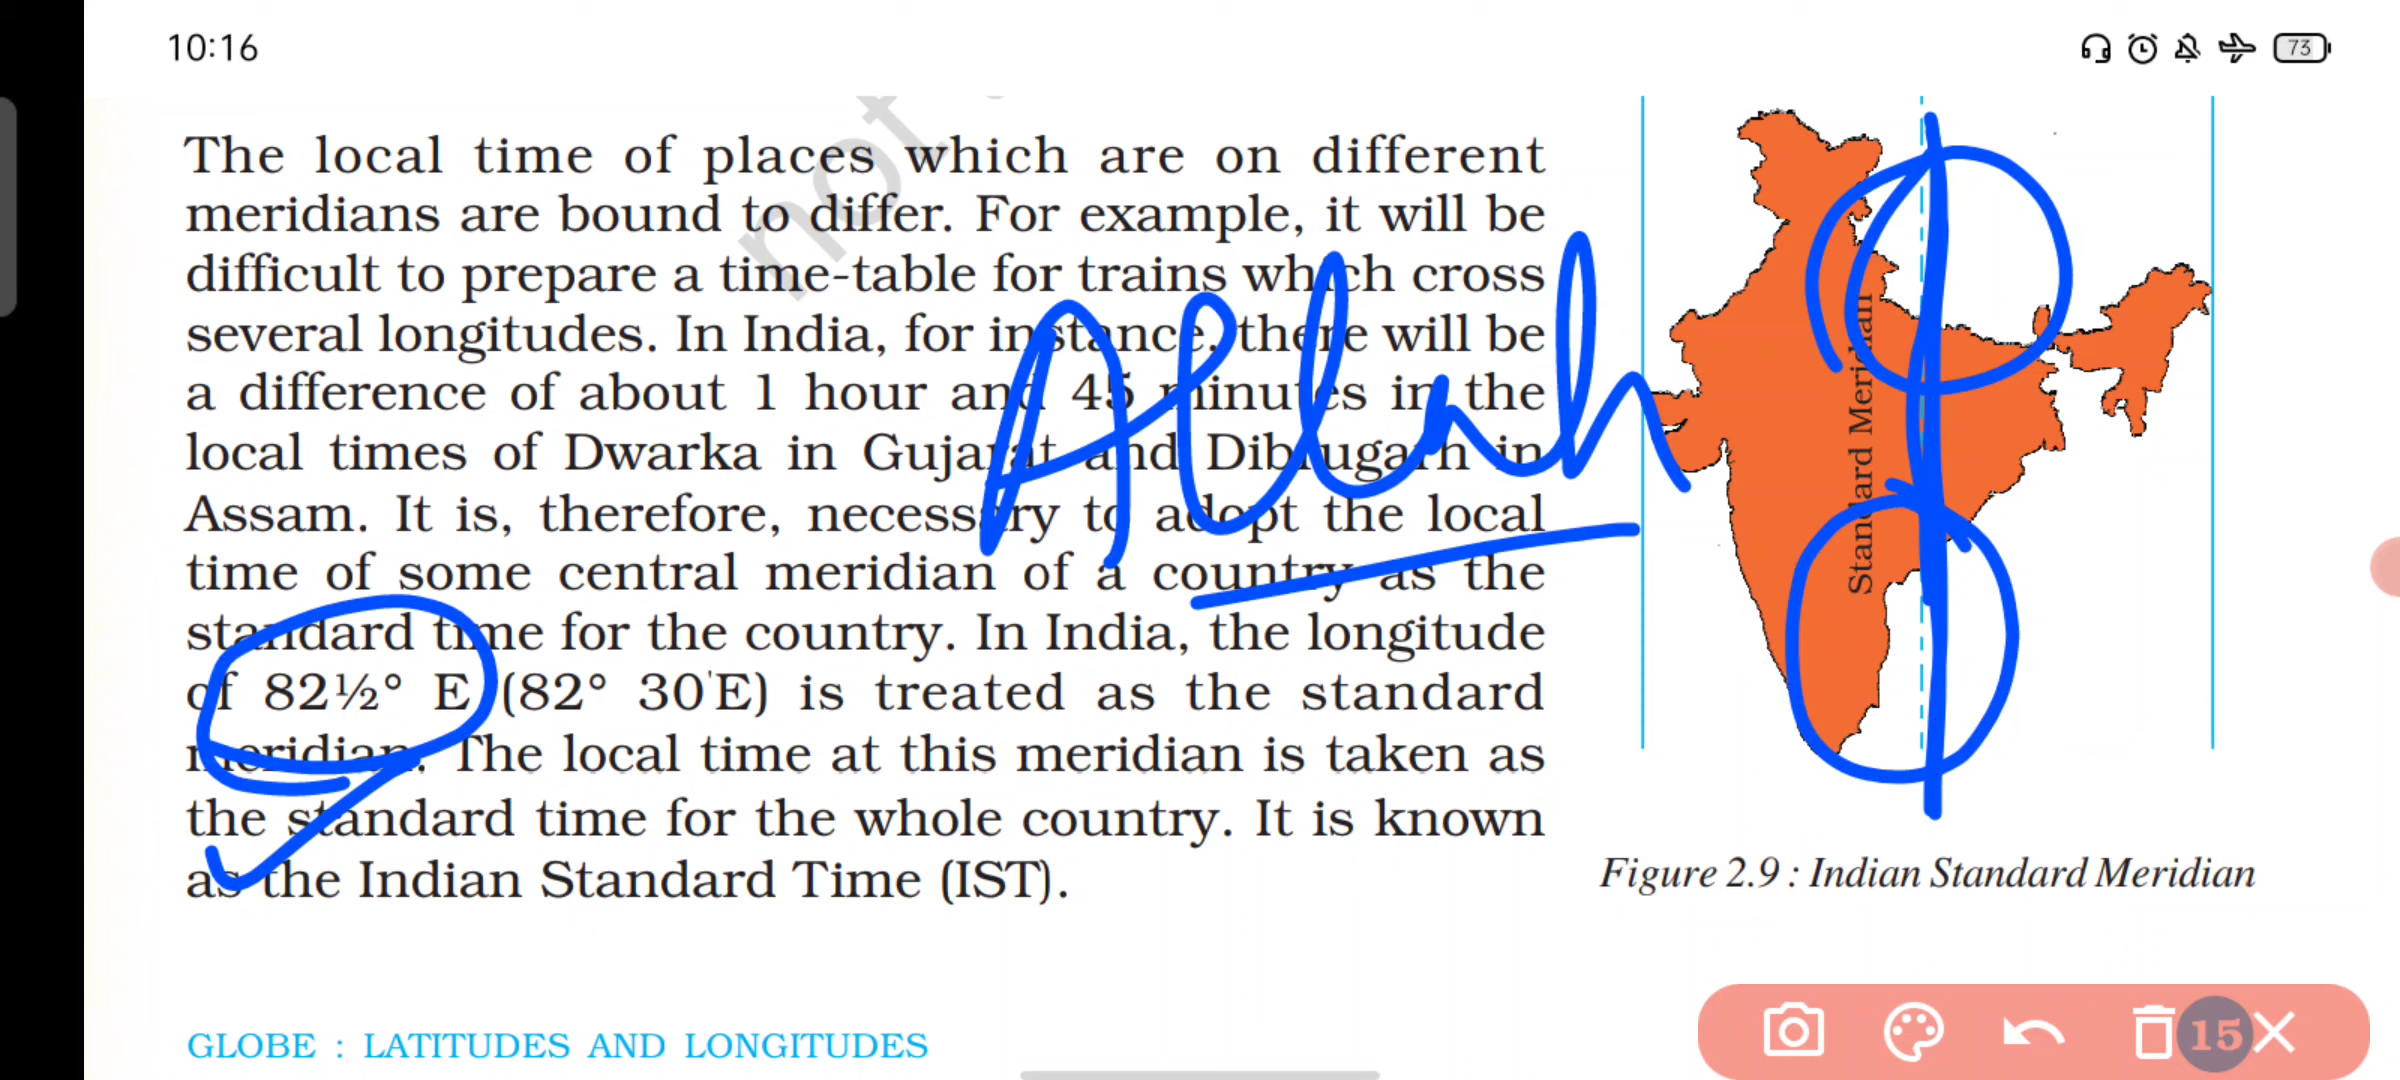 10:16
73
not
The local time of places which are on different
meridians are bound to differ. For example, it will be
difficult to prepare a time-table for trains which cross
several longitudes. In India, for instance, there will be
a difference of about 1 hour and 45 minutes in the
local times of Dwarka in Gujarat and Dibrugarh in
Assam. It is, therefore, necessary to adopt the local
time of some central meridian of a country as the
standard time for the country. In India, the longitude
of 82½° E (82° 30'E) is treated as the standard
meridian. The local time at this meridian is taken as
the standard time for the whole country. It is known
as the Indian Standard Time (IST).
Allah
Standard Meridian
Figure 2.9 : Indian Standard Meridian
GLOBE : LATITUDES AND LONGITUDES
15